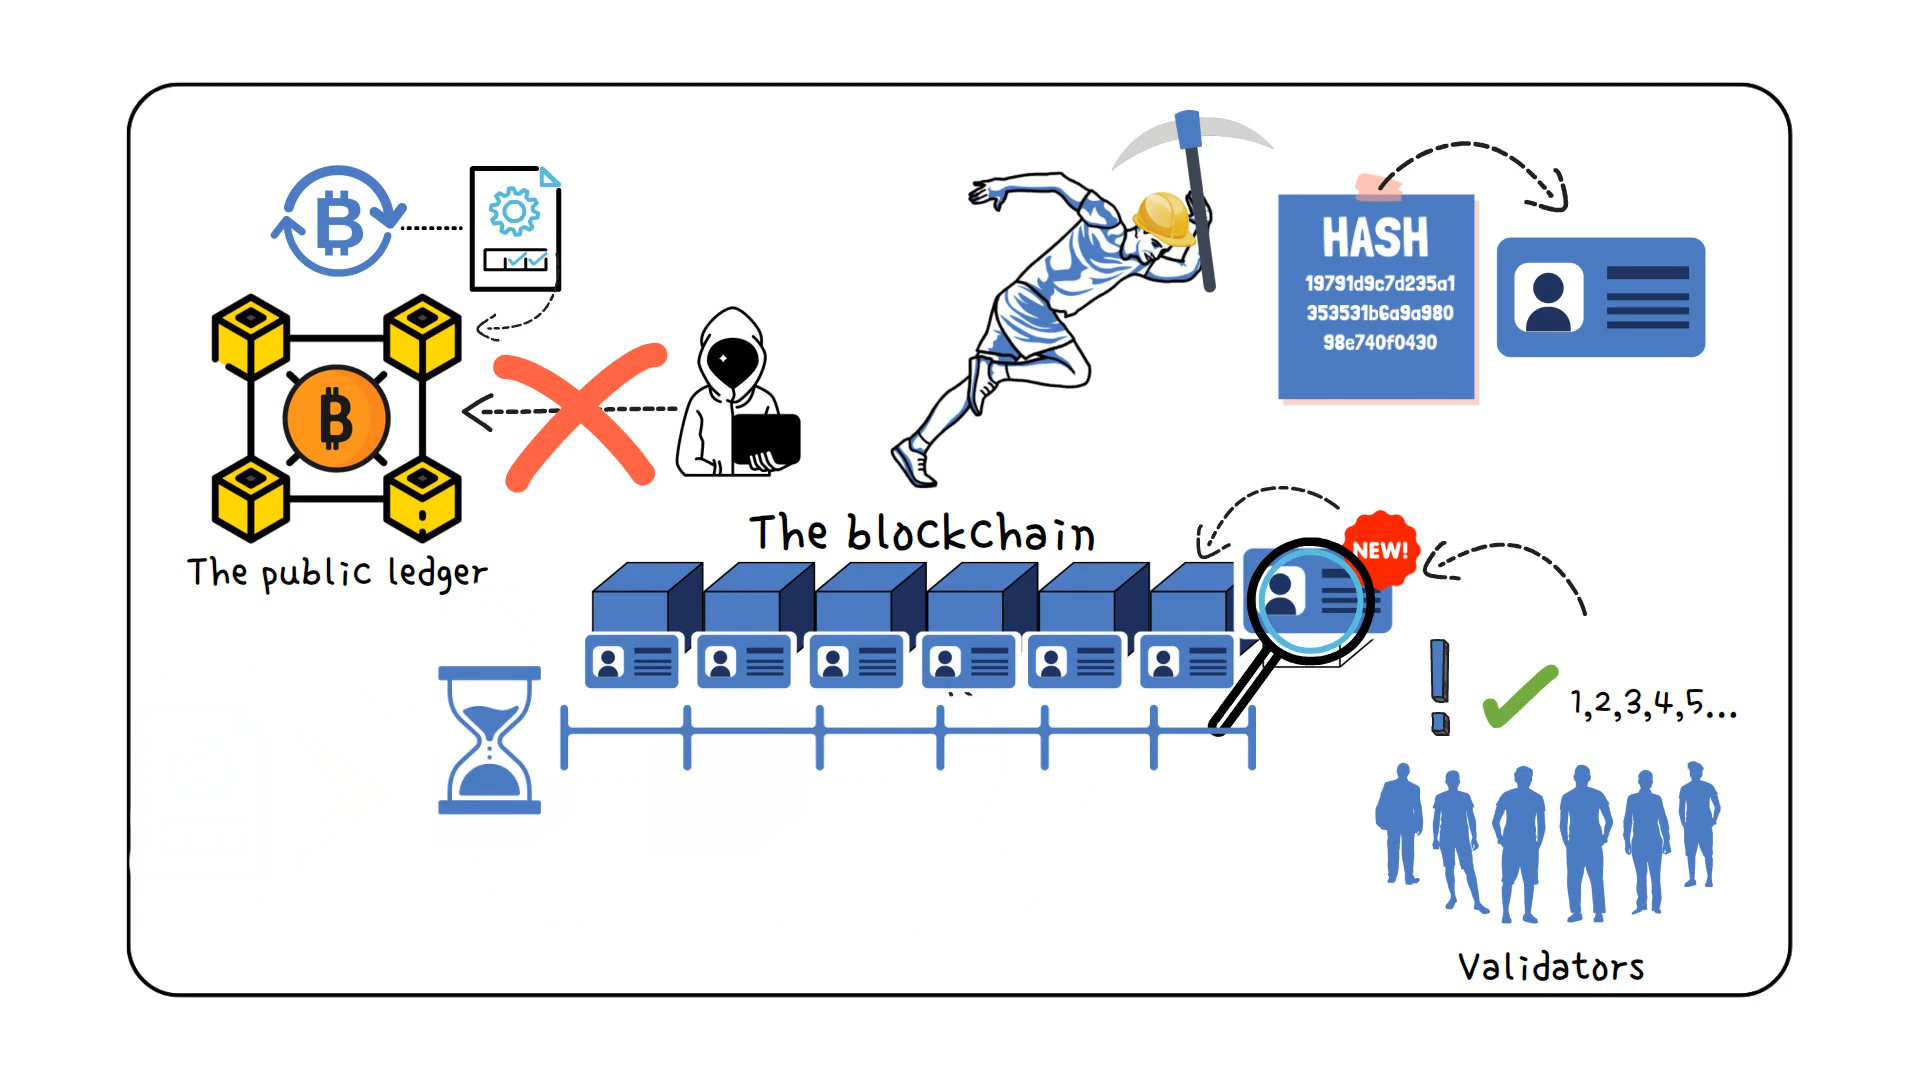 HASH
19791d9c7d235a1
353531b6a9a980
98e740f0430
The public ledger
The blockchain
NEW!
1,2,3,4,5...
Validators